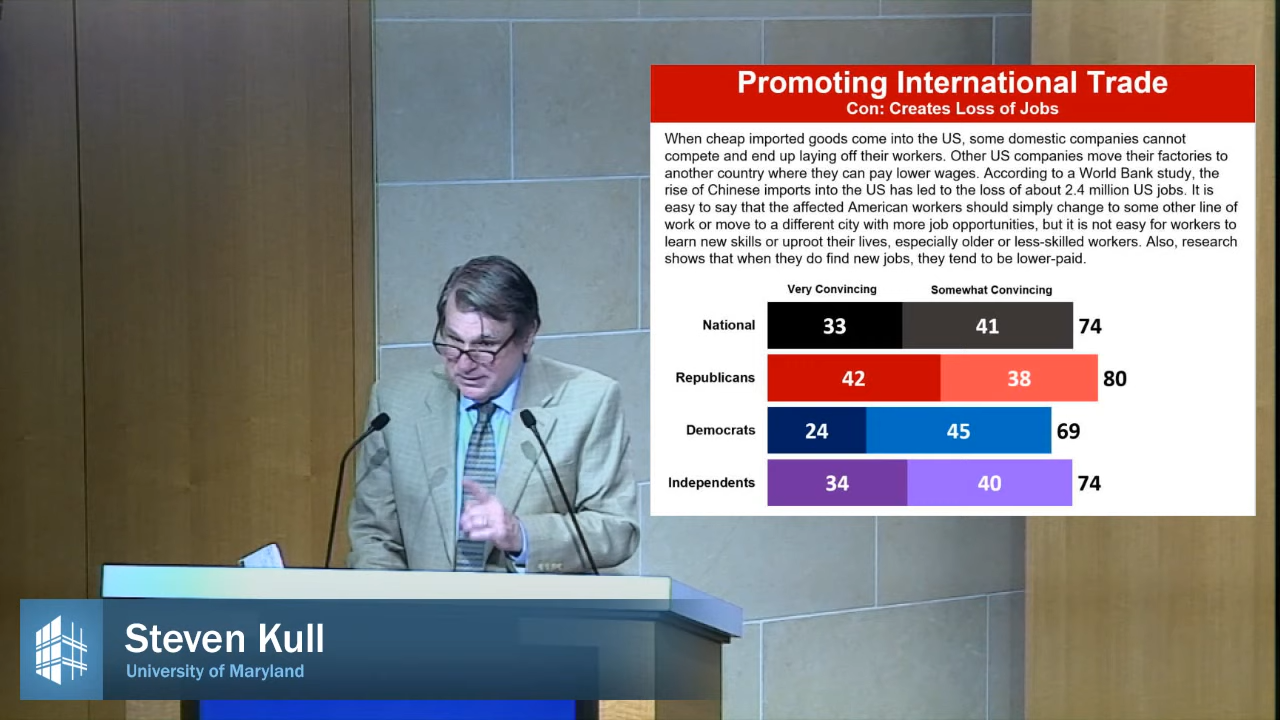 Promoting International Trade
Con: Creates Loss of Jobs
When cheap imported goods come into the US, some domestic companies cannot
compete and end up laying off their workers. Other US companies move their factories to
another country where they can pay lower wages. According to a World Bank study, the
rise of Chinese imports into the US has led to the loss of about 2.4 million US jobs. It is
easy to say that the affected American workers should simply change to some other line of
work or move to a different city with more job opportunities, but it is not easy for workers to
learn new skills or uproot their lives, especially older or less-skilled workers. Also, research
shows that when they do find new jobs, they tend to be lower-paid.
Very Convincing Somewhat Convincing
National 33 41 74
Republicans 42 38 80
Democrats 24 45 69
Independents 34 40 74
Steven Kull
University of Maryland